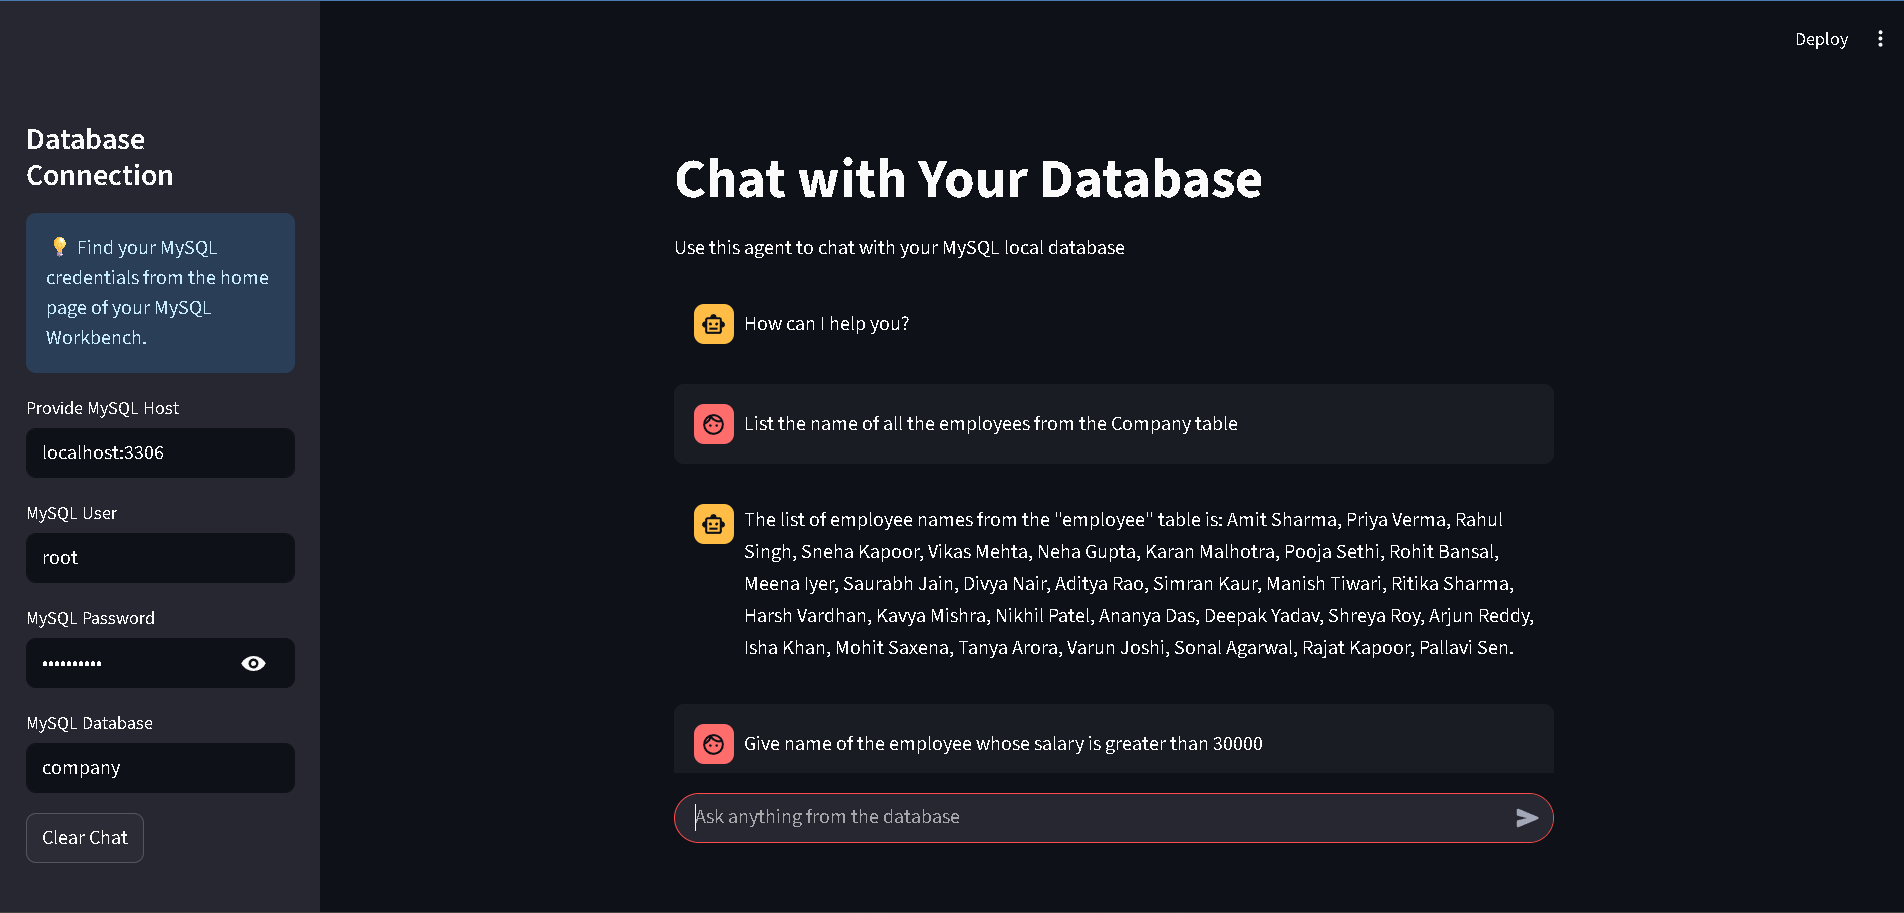 Deploy
Database
Connection
💡 Find your MySQL
credentials from the home
page of your MySQL
Workbench.
Provide MySQL Host
localhost:3306
MySQL User
root
MySQL Password
••••••••••
MySQL Database
company
Clear Chat
Chat with Your Database
Use this agent to chat with your MySQL local database
How can I help you?
List the name of all the employees from the Company table
The list of employee names from the "employee" table is: Amit Sharma, Priya Verma, Rahul
Singh, Sneha Kapoor, Vikas Mehta, Neha Gupta, Karan Malhotra, Pooja Sethi, Rohit Bansal,
Meena Iyer, Saurabh Jain, Divya Nair, Aditya Rao, Simran Kaur, Manish Tiwari, Ritika Sharma,
Harsh Vardhan, Kavya Mishra, Nikhil Patel, Ananya Das, Deepak Yadav, Shreya Roy, Arjun Reddy,
Isha Khan, Mohit Saxena, Tanya Arora, Varun Joshi, Sonal Agarwal, Rajat Kapoor, Pallavi Sen.
Give name of the employee whose salary is greater than 30000
Ask anything from the database